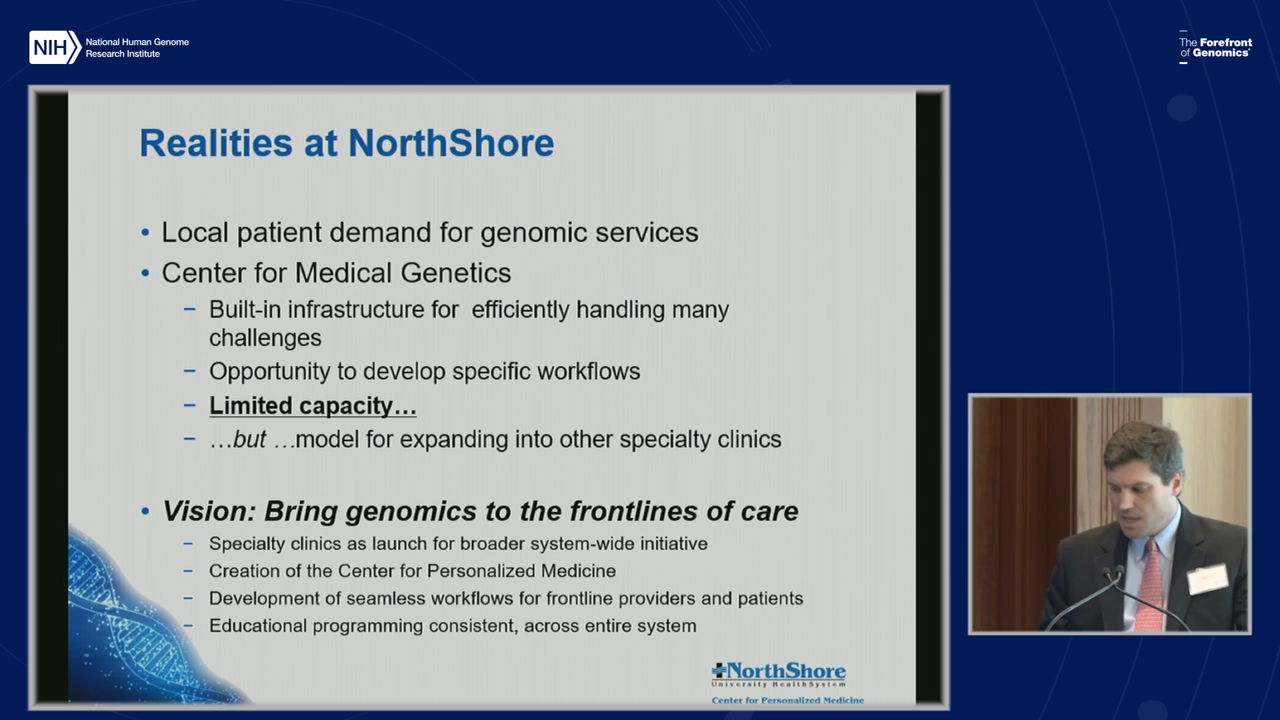 NIH
National Human Genome
Research Institute
The Forefront
of Genomics®
Realities at NorthShore
• Local patient demand for genomic services
• Center for Medical Genetics
– Built-in infrastructure for efficiently handling many
challenges
– Opportunity to develop specific workflows
– Limited capacity…
– …but …model for expanding into other specialty clinics
• Vision: Bring genomics to the frontlines of care
– Specialty clinics as launch for broader system-wide initiative
– Creation of the Center for Personalized Medicine
– Development of seamless workflows for frontline providers and patients
– Educational programming consistent, across entire system
NorthShore
University HealthSystem
Center for Personalized Medicine